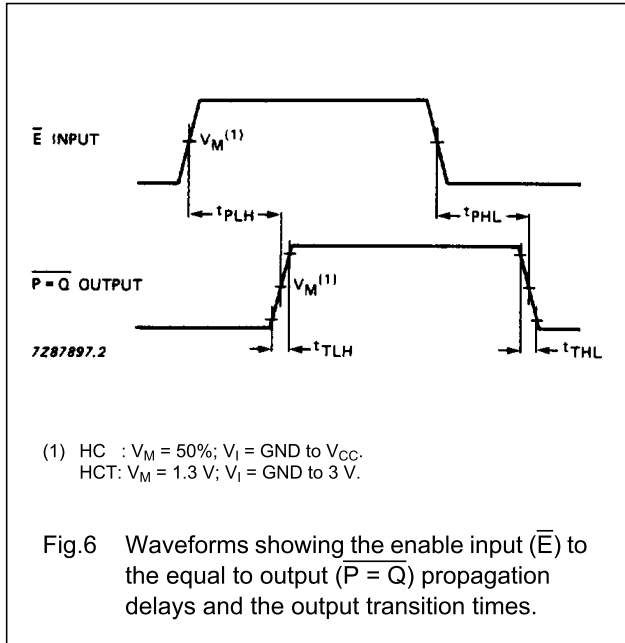 E̅ INPUT
V_M(1)
t_PLH
t_PHL
P̅ ̅=̅ ̅Q̅ OUTPUT
V_M(1)
7Z87897.2
t_TLH
t_THL
(1) HC : V_M = 50%; V_I = GND to V_CC.
HCT: V_M = 1.3 V; V_I = GND to 3 V.
Fig.6 Waveforms showing the enable input (E̅) to
the equal to output (P̅ ̅=̅ ̅Q̅) propagation
delays and the output transition times.